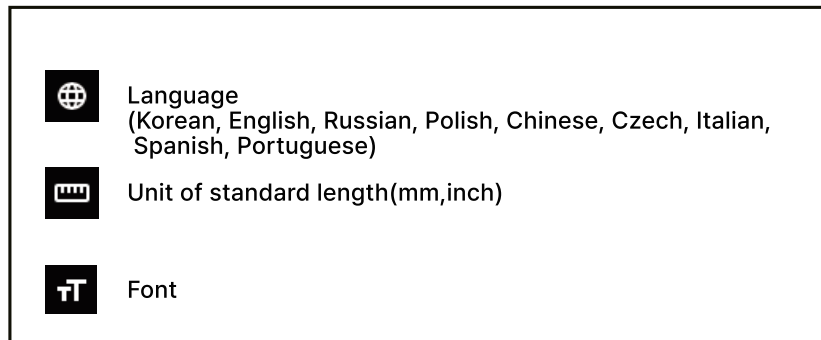 Language
(Korean, English, Russian, Polish, Chinese, Czech, Italian,
Spanish, Portuguese)
Unit of standard length(mm,inch)
Font